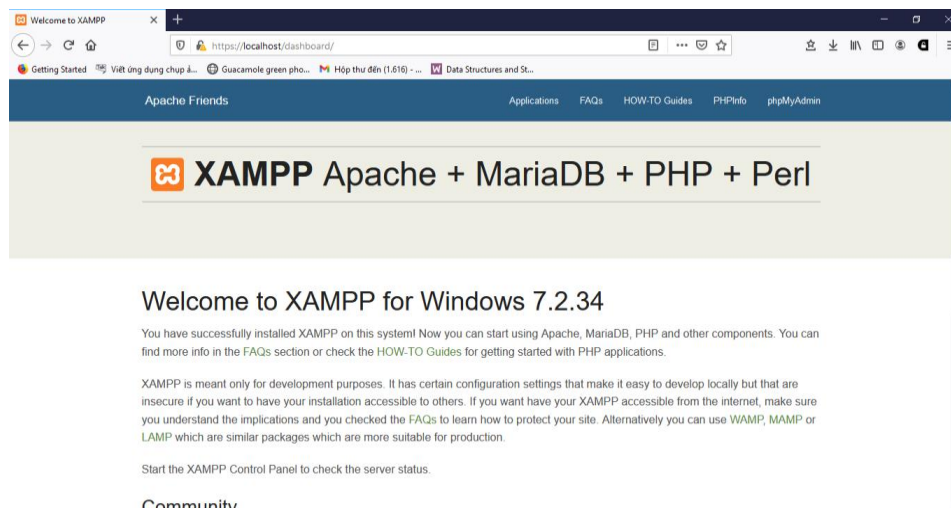 Welcome to XAMPP
https://localhost/dashboard/
Getting Started Viết ứng dụng chụp ả... Guacamole green pho... Hộp thư đến (1.616) - ... Data Structures and St...
Apache Friends Applications FAQs HOW-TO Guides PHPInfo phpMyAdmin
XAMPP Apache + MariaDB + PHP + Perl
Welcome to XAMPP for Windows 7.2.34
You have successfully installed XAMPP on this system! Now you can start using Apache, MariaDB, PHP and other components. You can
find more info in the FAQs section or check the HOW-TO Guides for getting started with PHP applications.
XAMPP is meant only for development purposes. It has certain configuration settings that make it easy to develop locally but that are
insecure if you want to have your installation accessible to others. If you want have your XAMPP accessible from the internet, make sure
you understand the implications and you checked the FAQs to learn how to protect your site. Alternatively you can use WAMP, MAMP or
LAMP which are similar packages which are more suitable for production.
Start the XAMPP Control Panel to check the server status.
Community